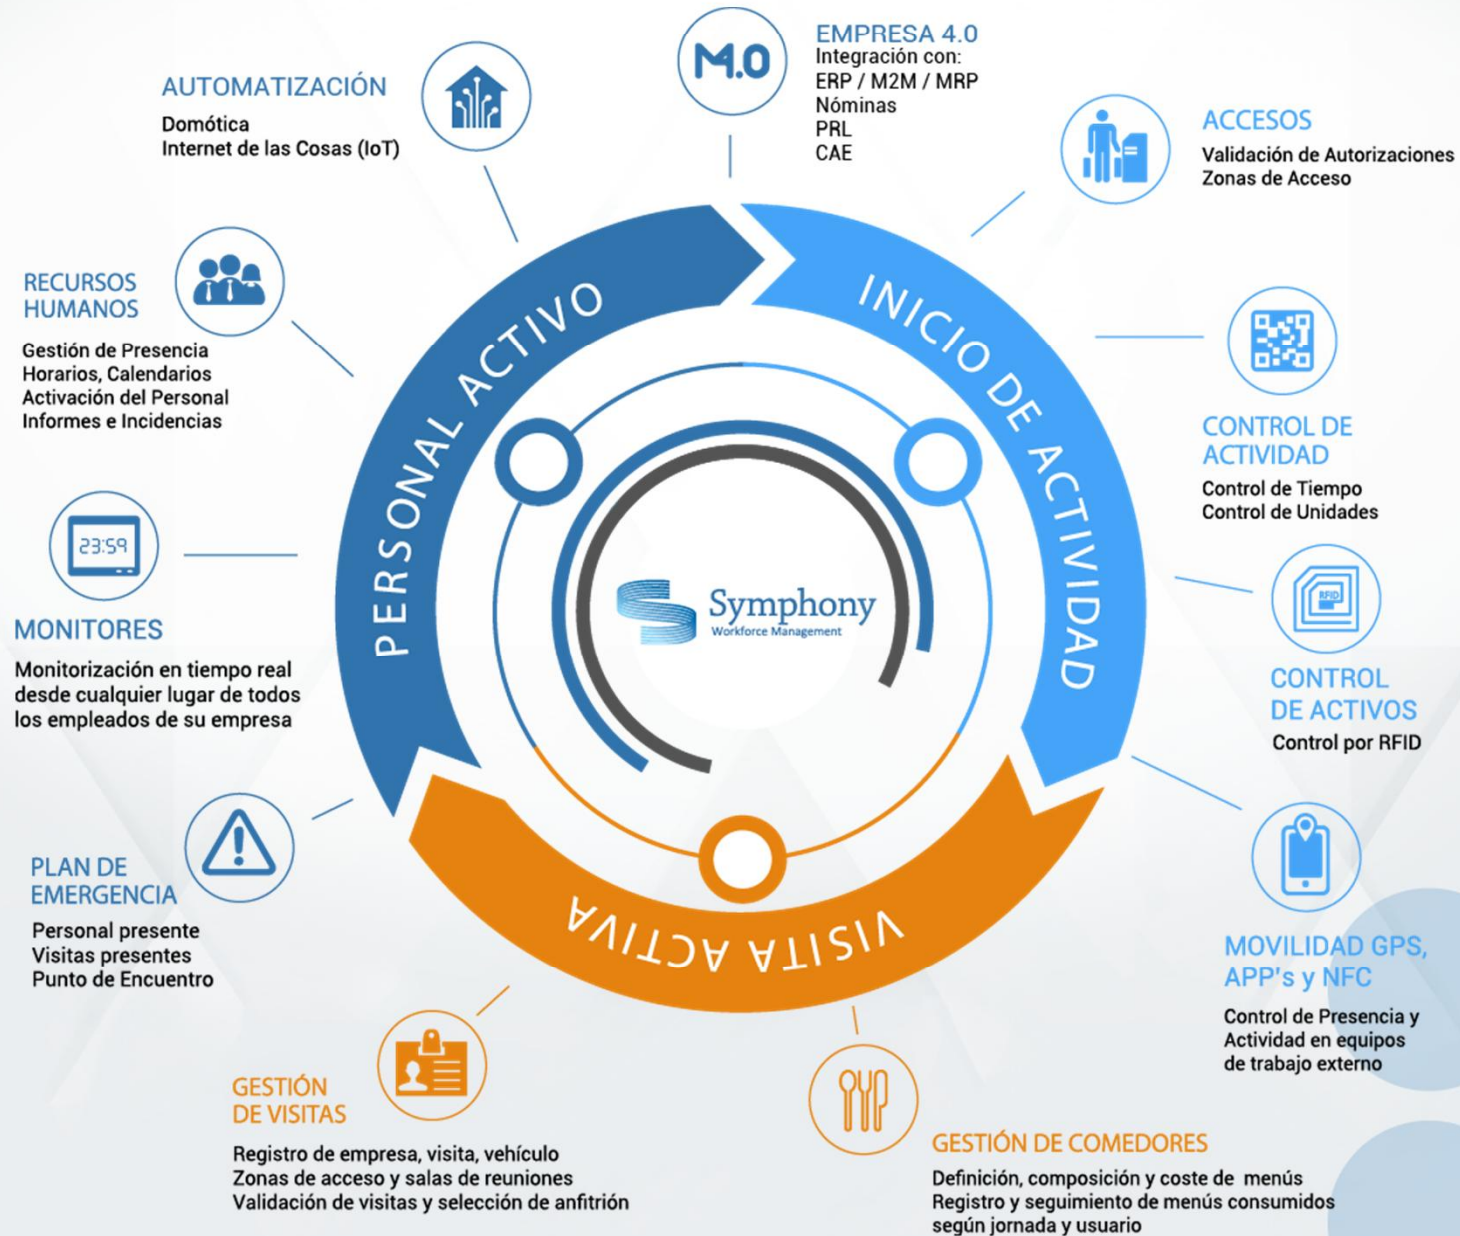 M4.0
EMPRESA 4.0
Integración con:
ERP / M2M / MRP
Nóminas
PRL
CAE
AUTOMATIZACIÓN
Domótica
Internet de las Cosas (IoT)
ACCESOS
Validación de Autorizaciones
Zonas de Acceso
RECURSOS
HUMANOS
Gestión de Presencia
Horarios, Calendarios
Activación del Personal
Informes e Incidencias
CONTROL DE
ACTIVIDAD
Control de Tiempo
Control de Unidades
PERSONAL ACTIVO
INICIO DE ACTIVIDAD
VISITA ACTIVA
Symphony
Workforce Management
23:59
MONITORES
Monitorización en tiempo real
desde cualquier lugar de todos
los empleados de su empresa
RFID
CONTROL
DE ACTIVOS
Control por RFID
PLAN DE
EMERGENCIA
Personal presente
Visitas presentes
Punto de Encuentro
MOVILIDAD GPS,
APP's y NFC
Control de Presencia y
Actividad en equipos
de trabajo externo
GESTIÓN
DE VISITAS
Registro de empresa, visita, vehículo
Zonas de acceso y salas de reuniones
Validación de visitas y selección de anfitrión
GESTIÓN DE COMEDORES
Definición, composición y coste de menús
Registro y seguimiento de menús consumidos
según jornada y usuario